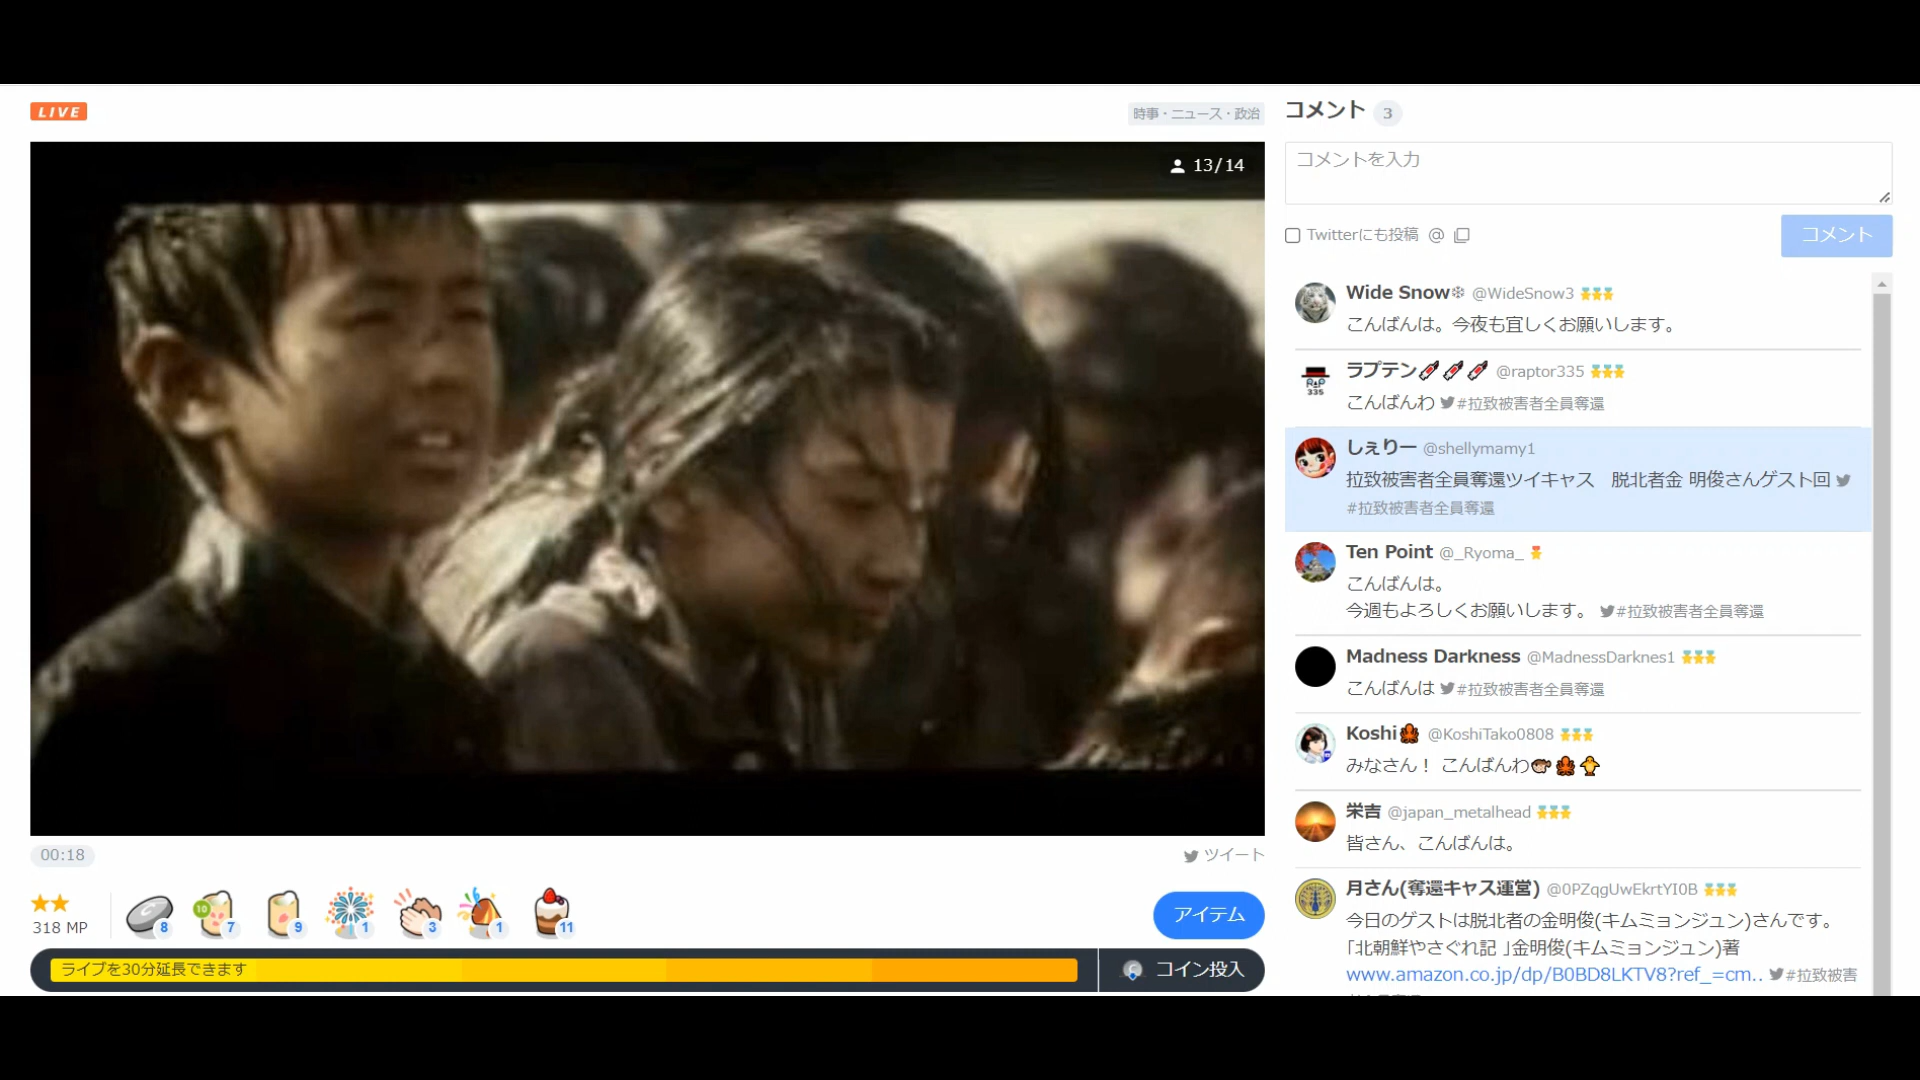 LIVE
時事・ニュース・政治
13/14
00:18
ツイート
318 MP
8
10
7
9
1
3
1
11
アイテム
ライブを30分延長できます
コイン投入
コメント 3
コメントを入力
Twitterにも投稿 @
コメント
Wide Snow❄ @WideSnow3
こんばんは。今夜も宜しくお願いします。
ラプテン @raptor335
こんばんわ #拉致被害者全員奪還
しぇりー @shellymamy1
拉致被害者全員奪還ツイキャス 脱北者金 明俊さんゲスト回
#拉致被害者全員奪還
Ten Point @_Ryoma_
こんばんは。
今週もよろしくお願いします。 #拉致被害者全員奪還
Madness Darkness @MadnessDarknes1
こんばんは #拉致被害者全員奪還
Koshi @KoshiTako0808
みなさん！ こんばんわ
栄吉 @japan_metalhead
皆さん、こんばんは。
月さん(奪還キャス運営) @0PZqgUwEkrtYI0B
今日のゲストは脱北者の金明俊(キムミョンジュン)さんです。
「北朝鮮やさぐれ記 」金明俊(キムミョンジュン)著
www.amazon.co.jp/dp/B0BD8LKTV8?ref_=cm.. #拉致被害